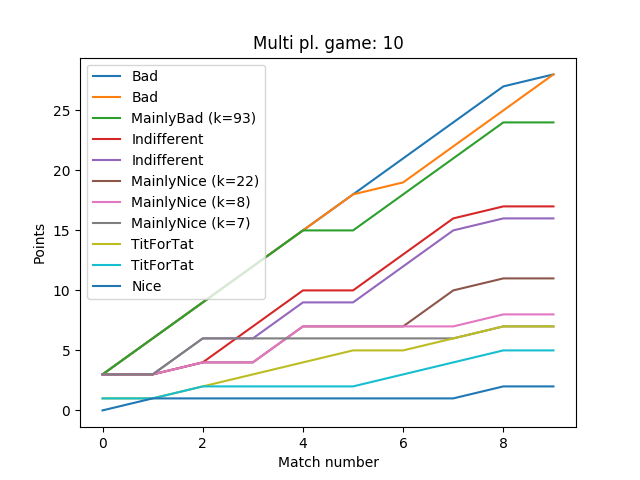 Multi pl. game: 10
Bad
Bad
MainlyBad (k=93)
Indifferent
Indifferent
MainlyNice (k=22)
MainlyNice (k=8)
MainlyNice (k=7)
TitForTat
TitForTat
Nice
25
20
15
10
5
0
Points
0 2 4 6 8
Match number